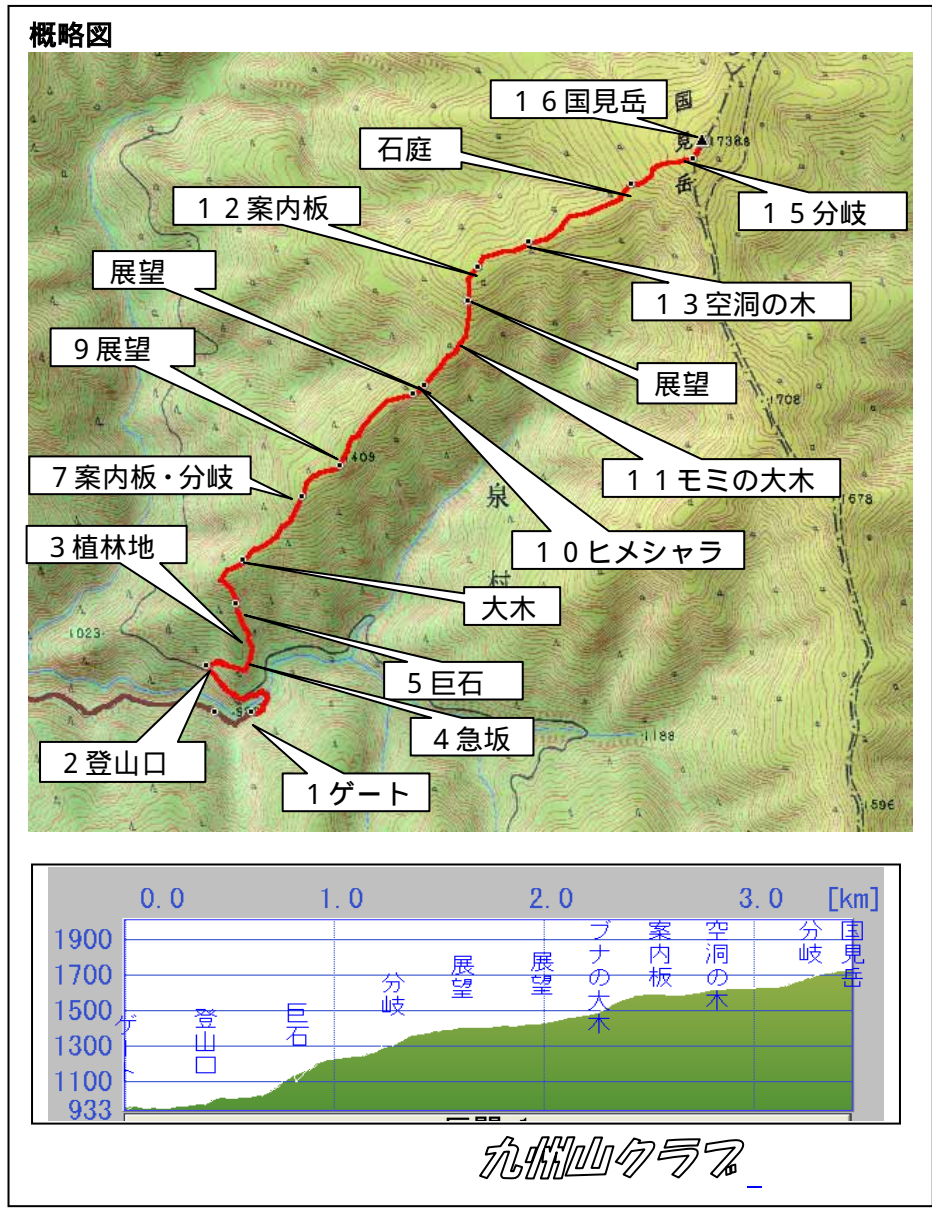 概略図
１６国見岳
国見岳
1738.8
石庭
１５分岐
１２案内板
展望
１３空洞の木
９展望
展望
1708
1409
７案内板・分岐
１１モミの大木
1678
泉村
３植林地
１０ヒメシャラ
大木
1023
５巨石
４急坂
1188
２登山口
１ゲート
1596
0.0 1.0 2.0 3.0 [km]
1900
1700
1500
1300
1100
933
ゲート
登山口
巨石
分岐
展望
展望
ブナの大木
案内板
空洞の木
分岐
国見岳
九州山クラブ